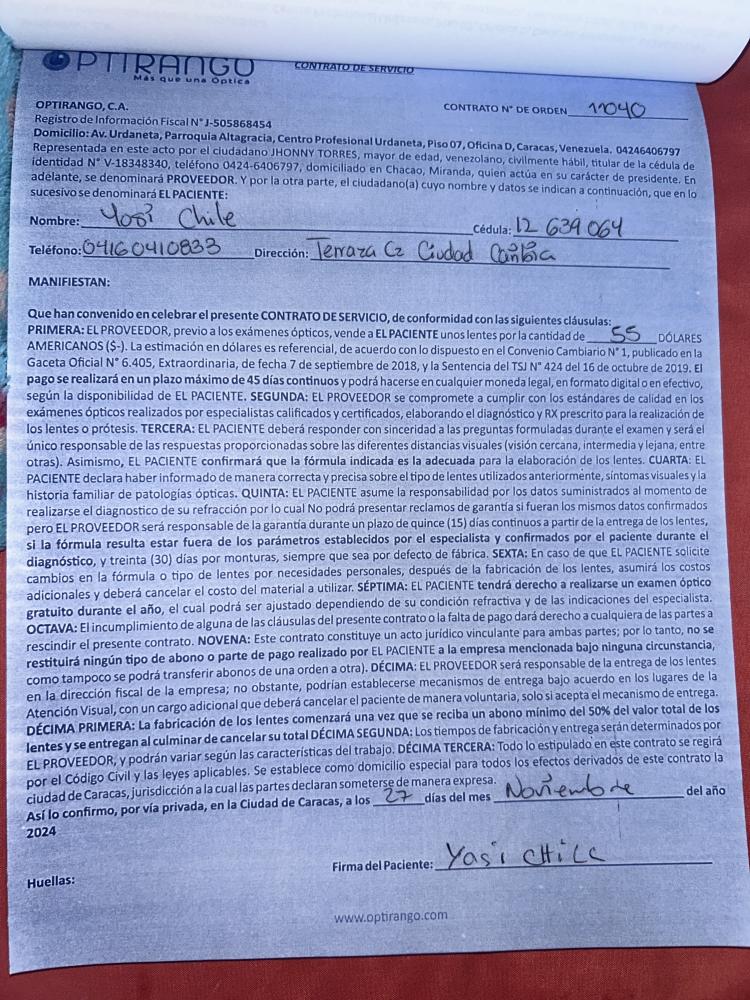 OPTIRANGO
Más que una Óptica
CONTRATO DE SERVICIO
OPTIRANGO, C.A.
CONTRATO N° DE ORDEN 11040
Registro de Información Fiscal N° J-505868454
Domicilio: Av. Urdaneta, Parroquia Altagracia, Centro Profesional Urdaneta, Piso 07, Oficina D, Caracas, Venezuela. 04246406797
Representada en este acto por el ciudadano JHONNY TORRES, mayor de edad, venezolano, civilmente hábil, titular de la cédula de
identidad N° V-18348340, teléfono 0424-6406797, domiciliado en Chacao, Miranda, quien actúa en su carácter de presidente. En
adelante, se denominará PROVEEDOR. Y por la otra parte, el ciudadano(a) cuyo nombre y datos se indican a continuación, que en lo
sucesivo se denominará EL PACIENTE:
Nombre: Yosi Chile Cédula: 12 639 064
Teléfono: 04160410833 Dirección: Terraza C2 Ciudad
MANIFIESTAN:
Que han convenido en celebrar el presente CONTRATO DE SERVICIO, de conformidad con las siguientes cláusulas:
PRIMERA: EL PROVEEDOR, previo a los exámenes ópticos, vende a EL PACIENTE unos lentes por la cantidad de 55 DÓLARES
AMERICANOS ($-). La estimación en dólares es referencial, de acuerdo con lo dispuesto en el Convenio Cambiario N° 1, publicado en la
Gaceta Oficial N° 6.405, Extraordinaria, de fecha 7 de septiembre de 2018, y la Sentencia del TSJ N° 424 del 16 de octubre de 2019. El
pago se realizará en un plazo máximo de 45 días continuos y podrá hacerse en cualquier moneda legal, en formato digital o en efectivo,
según la disponibilidad de EL PACIENTE. SEGUNDA: EL PROVEEDOR se compromete a cumplir con los estándares de calidad en los
exámenes ópticos realizados por especialistas calificados y certificados, elaborando el diagnóstico y RX prescrito para la realización de
los lentes o prótesis. TERCERA: EL PACIENTE deberá responder con sinceridad a las preguntas formuladas durante el examen y será el
único responsable de las respuestas proporcionadas sobre las diferentes distancias visuales (visión cercana, intermedia y lejana, entre
otras). Asimismo, EL PACIENTE confirmará que la fórmula indicada es la adecuada para la elaboración de los lentes. CUARTA: EL
PACIENTE declara haber informado de manera correcta y precisa sobre el tipo de lentes utilizados anteriormente, síntomas visuales y la
historia familiar de patologías ópticas. QUINTA: EL PACIENTE asume la responsabilidad por los datos suministrados al momento de
realizarse el diagnostico de su refracción por lo cual No podrá presentar reclamos de garantía si fueran los mismos datos confirmados
pero EL PROVEEDOR será responsable de la garantía durante un plazo de quince (15) días continuos a partir de la entrega de los lentes,
si la fórmula resulta estar fuera de los parámetros establecidos por el especialista y confirmados por el paciente durante el
diagnóstico, y treinta (30) días por monturas, siempre que sea por defecto de fábrica. SEXTA: En caso de que EL PACIENTE solicite
cambios en la fórmula o tipo de lentes por necesidades personales, después de la fabricación de los lentes, asumirá los costos
adicionales y deberá cancelar el costo del material a utilizar. SÉPTIMA: EL PACIENTE tendrá derecho a realizarse un examen óptico
gratuito durante el año, el cual podrá ser ajustado dependiendo de su condición refractiva y de las indicaciones del especialista.
OCTAVA: El incumplimiento de alguna de las cláusulas del presente contrato o la falta de pago dará derecho a cualquiera de las partes a
rescindir el presente contrato. NOVENA: Este contrato constituye un acto jurídico vinculante para ambas partes; por lo tanto, no se
restituirá ningún tipo de abono o parte de pago realizado por EL PACIENTE a la empresa mencionada bajo ninguna circunstancia,
como tampoco se podrá transferir abonos de una orden a otra). DÉCIMA: EL PROVEEDOR será responsable de la entrega de los lentes
en la dirección fiscal de la empresa; no obstante, podrían establecerse mecanismos de entrega bajo acuerdo en los lugares de la
Atención Visual, con un cargo adicional que deberá cancelar el paciente de manera voluntaria, solo si acepta el mecanismo de entrega.
DÉCIMA PRIMERA: La fabricación de los lentes comenzará una vez que se reciba un abono mínimo del 50% del valor total de los
lentes y se entregan al culminar de cancelar su total DÉCIMA SEGUNDA: Los tiempos de fabricación y entrega serán determinados por
EL PROVEEDOR, y podrán variar según las características del trabajo. DÉCIMA TERCERA: Todo lo estipulado en este contrato se regirá
por el Código Civil y las leyes aplicables. Se establece como domicilio especial para todos los efectos derivados de este contrato la
ciudad de Caracas, jurisdicción a la cual las partes declaran someterse de manera expresa.
Así lo confirmo, por vía privada, en la Ciudad de Caracas, a los 27 días del mes Noviembre del año
2024
Firma del Paciente: Yasi CHiLe
Huellas:
www.optirango.com